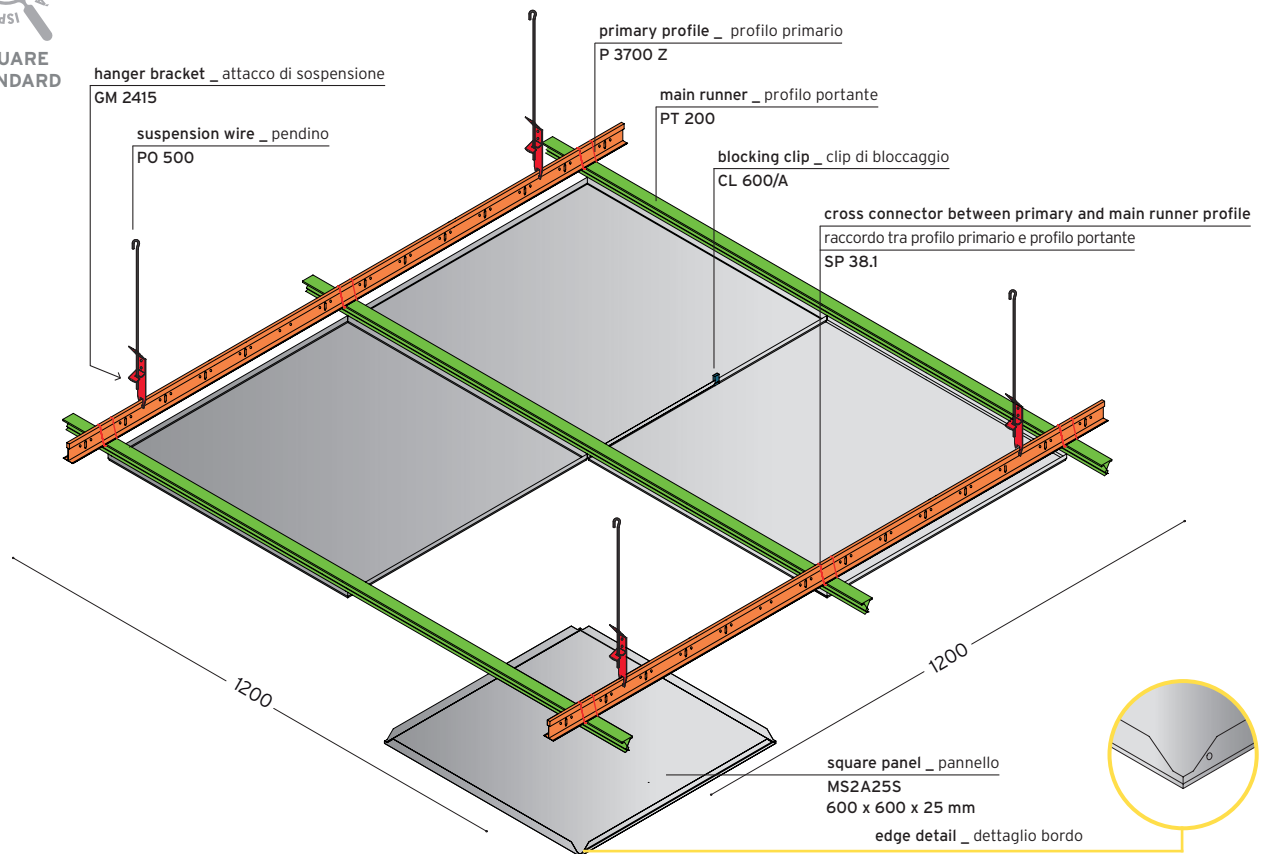 hanger bracket _ attacco di sospensione
GM 2415
suspension wire _ pendino
PO 500
primary profile _ profilo primario
P 3700 Z
main runner _ profilo portante
PT 200
blocking clip _ clip di bloccaggio
CL 600/A
cross connector between primary and main runner profile
raccordo tra profilo primario e profilo portante
SP 38.1
1200
1200
square panel _ pannello
MS2A25S
600 x 600 x 25 mm
edge detail _ dettaglio bordo